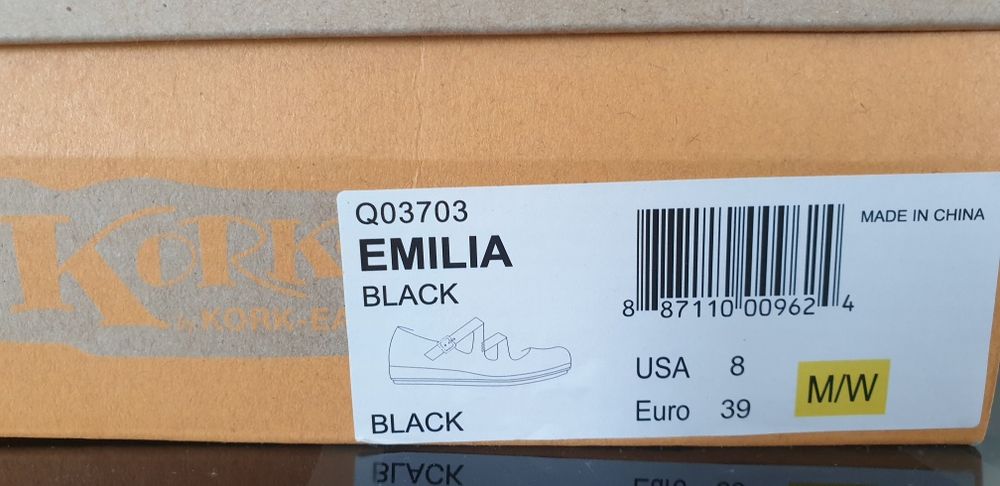 KORK
by KORK-EA
Q03703
EMILIA
BLACK
8 87110 00962 4
MADE IN CHINA
USA 8
Euro 39
M/W
BLACK